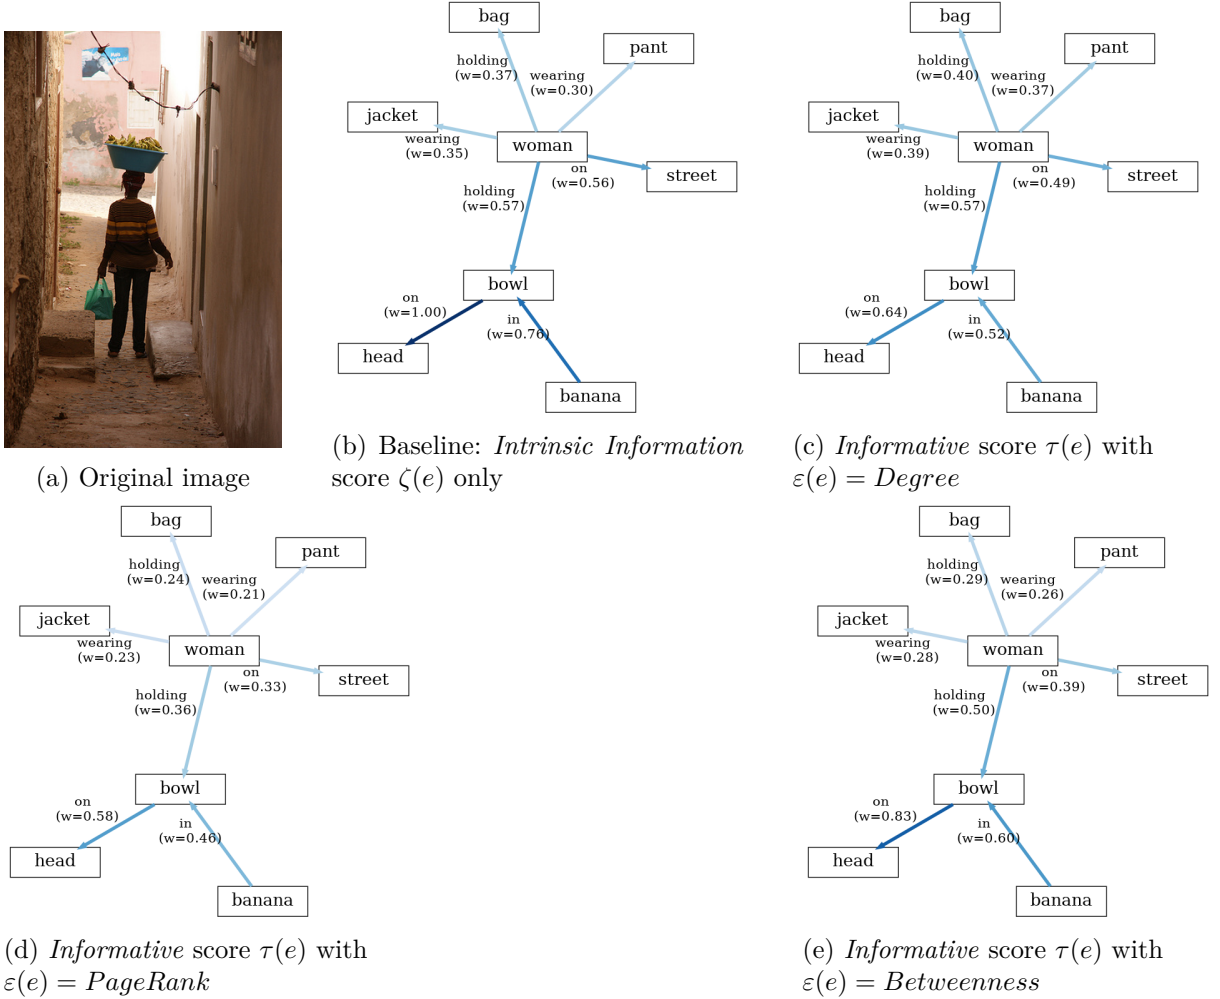 bag
pant
holding
(w=0.37)
wearing
(w=0.30)
jacket
wearing
(w=0.35)
woman
on
(w=0.56)
street
holding
(w=0.57)
bowl
on
(w=1.00)
in
(w=0.76)
head
banana
bag
pant
holding
(w=0.40)
wearing
(w=0.37)
jacket
wearing
(w=0.39)
woman
on
(w=0.49)
street
holding
(w=0.57)
bowl
on
(w=0.64)
in
(w=0.52)
head
banana
(a) Original image
(b) Baseline: Intrinsic Information
score ζ(e) only
(c) Informative score τ(e) with
ε(e) = Degree
bag
pant
holding
(w=0.24)
wearing
(w=0.21)
jacket
wearing
(w=0.23)
woman
on
(w=0.33)
street
holding
(w=0.36)
bowl
on
(w=0.58)
in
(w=0.46)
head
banana
bag
pant
holding
(w=0.29)
wearing
(w=0.26)
jacket
wearing
(w=0.28)
woman
on
(w=0.39)
street
holding
(w=0.50)
bowl
on
(w=0.83)
in
(w=0.60)
head
banana
(d) Informative score τ(e) with
ε(e) = PageRank
(e) Informative score τ(e) with
ε(e) = Betweenness